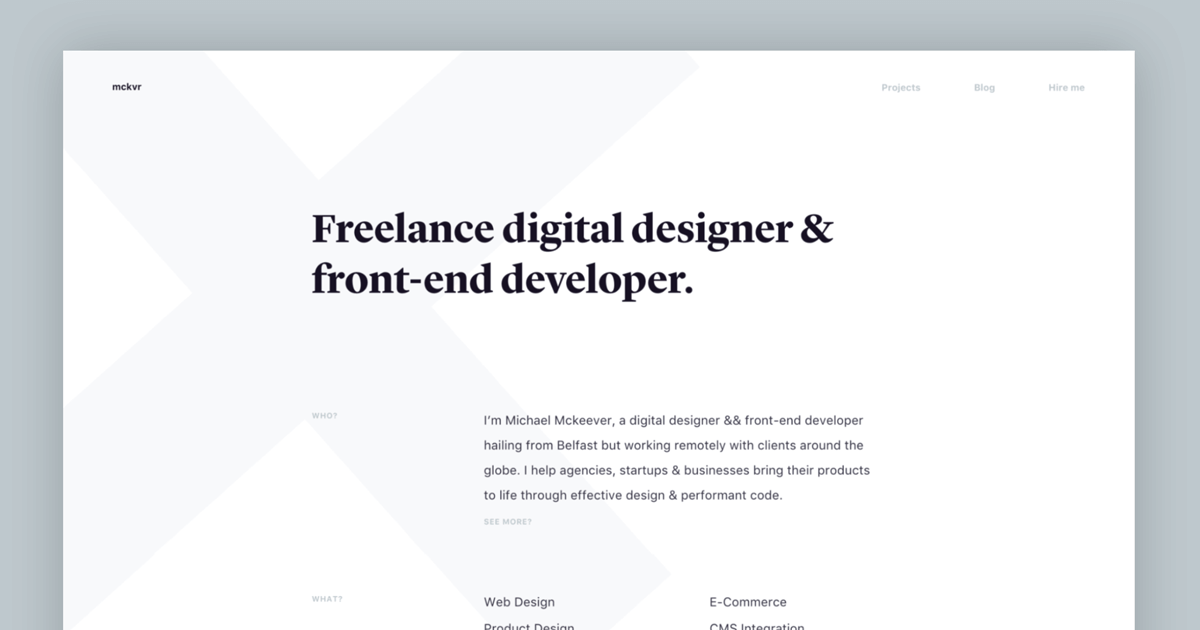 mckvr
Projects Blog Hire me
Freelance digital designer &
front-end developer.
WHO?
I’m Michael Mckeever, a digital designer && front-end developer
hailing from Belfast but working remotely with clients around the
globe. I help agencies, startups & businesses bring their products
to life through effective design & performant code.
SEE MORE?
WHAT?
Web Design
E-Commerce
Product Design
CMS Integration